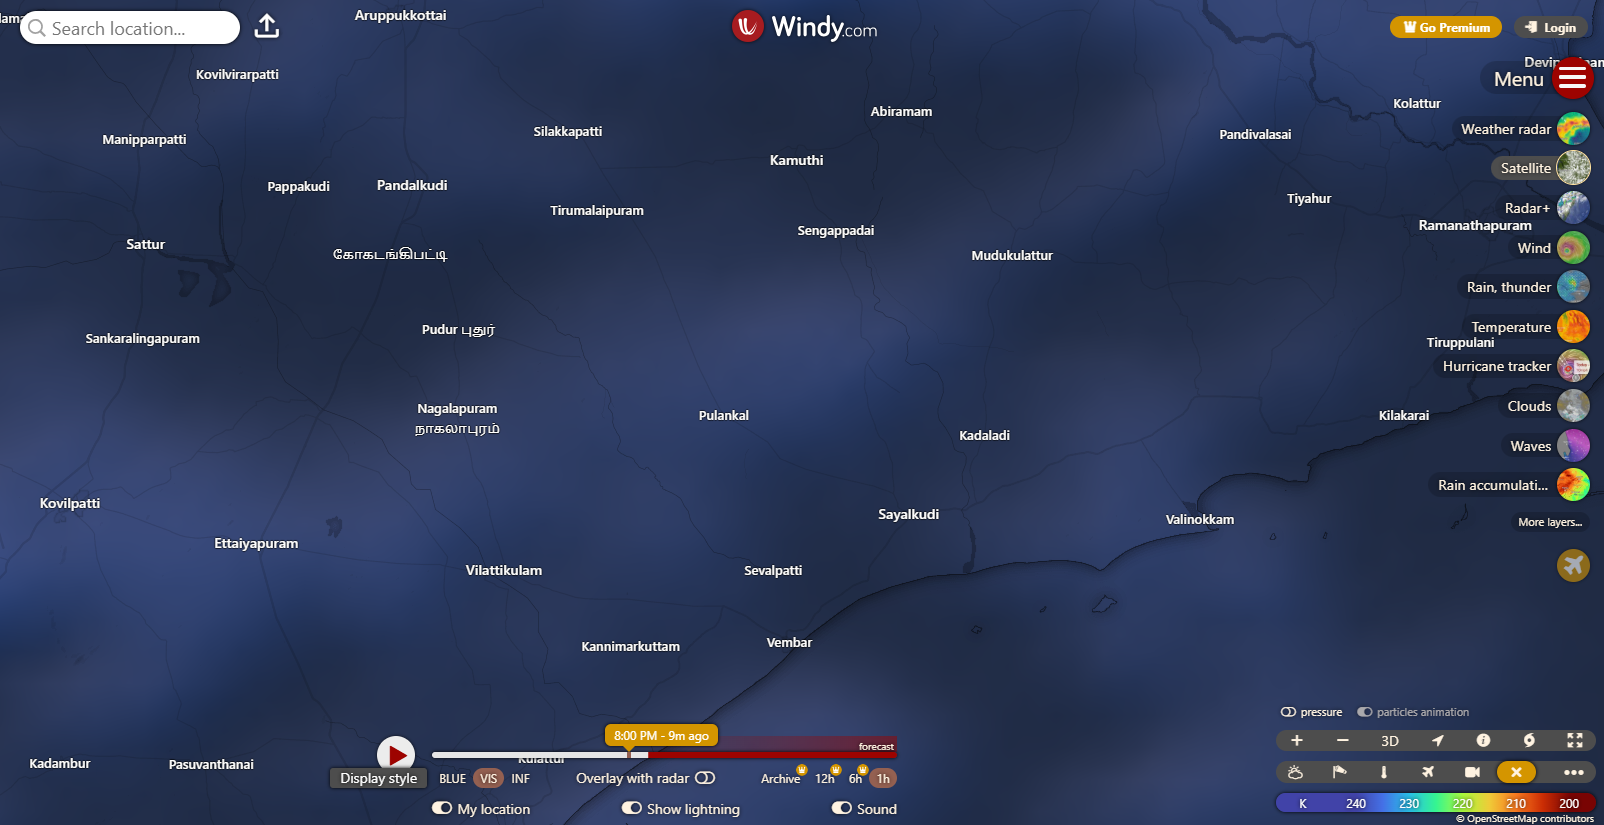 Search location...
Aruppukkottai
Windy.com
Go Premium
Login
Kovilvirarpatti
Menu
Kolattur
Abiramam
Manipparpatti
Silakkapatti
Pandivalasai
Weather radar
Kamuthi
Satellite
Pappakudi
Pandalkudi
Tirumalaipuram
Tiyahur
Radar+
Sengappadai
Ramanathapuram
Sattur
கோகடங்கிபட்டி
Mudukulattur
Wind
Rain, thunder
Pudur புதூர்
Temperature
Sankaralingapuram
Tiruppulani
Hurricane tracker
Nagalapuram
நாகலாபுரம்
Pulankal
Kilakarai
Clouds
Kadaladi
Waves
Rain accumulati...
Kovilpatti
Sayalkudi
Valinokkam
More layers...
Ettaiyapuram
Vilattikulam
Sevalpatti
Kannimarkuttam
Vembar
pressure
particles animation
8:00 PM - 9m ago
forecast
3D
Kadambur
Pasuvanthanai
Kulattur
Display style
BLUE VIS INF
Overlay with radar
Archive 12h 6h 1h
My location
Show lightning
Sound
K 240 230 220 210 200
© OpenStreetMap contributors